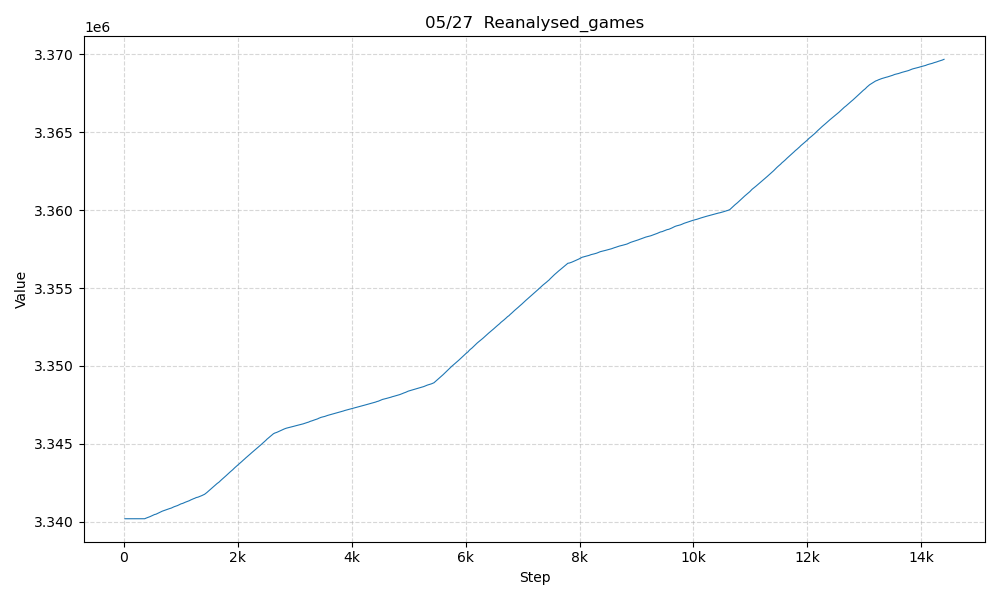 05/27  Reanalysed_games
1e6
3.370
3.365
3.360
3.355
3.350
3.345
3.340
Value
0 2k 4k 6k 8k 10k 12k 14k
Step